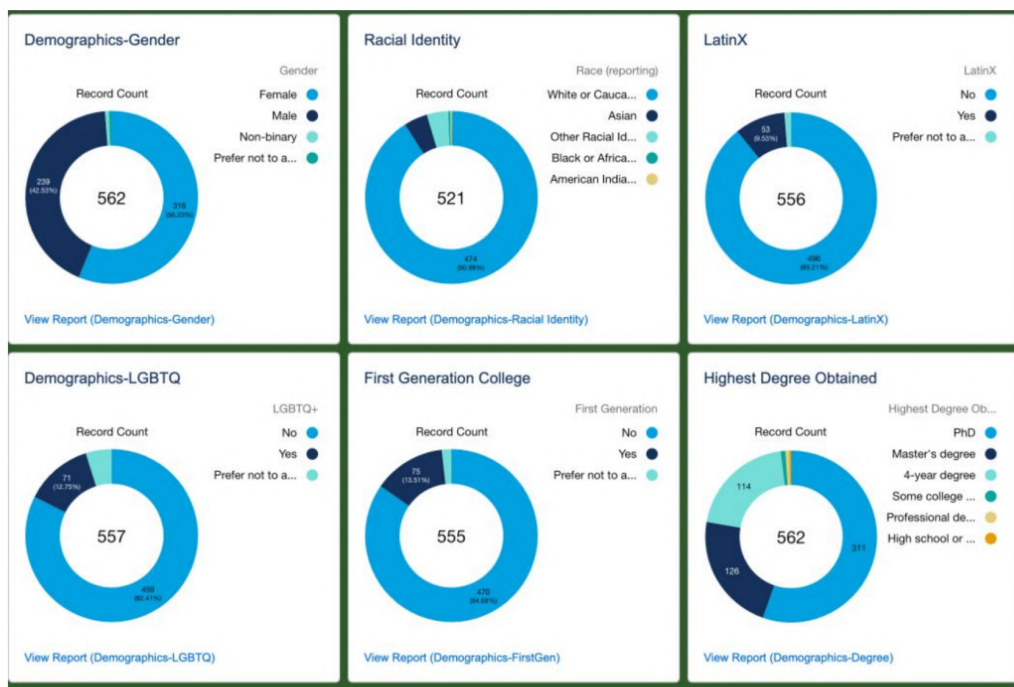 Demographics-Gender
Gender
Record Count
Female
Male
Non-binary
Prefer not to a...
239
(42.53%)
562
316
(56.23%)
View Report (Demographics-Gender)
Racial Identity
Race (reporting)
Record Count
White or Cauca...
Asian
Other Racial Id...
Black or Africa...
American India...
521
474
(90.98%)
View Report (Demographics-Racial Identity)
LatinX
LatinX
Record Count
No
Yes
Prefer not to a...
53
(9.53%)
556
496
(89.21%)
View Report (Demographics-LatinX)
Demographics-LGBTQ
LGBTQ+
Record Count
No
Yes
Prefer not to a...
71
(12.75%)
557
459
(82.41%)
View Report (Demographics-LGBTQ)
First Generation College
First Generation
Record Count
No
Yes
Prefer not to a...
75
(13.51%)
555
470
(84.68%)
View Report (Demographics-FirstGen)
Highest Degree Obtained
Highest Degree Ob...
Record Count
PhD
Master's degree
4-year degree
Some college ...
Professional de...
High school or ...
114
562
311
126
View Report (Demographics-Degree)